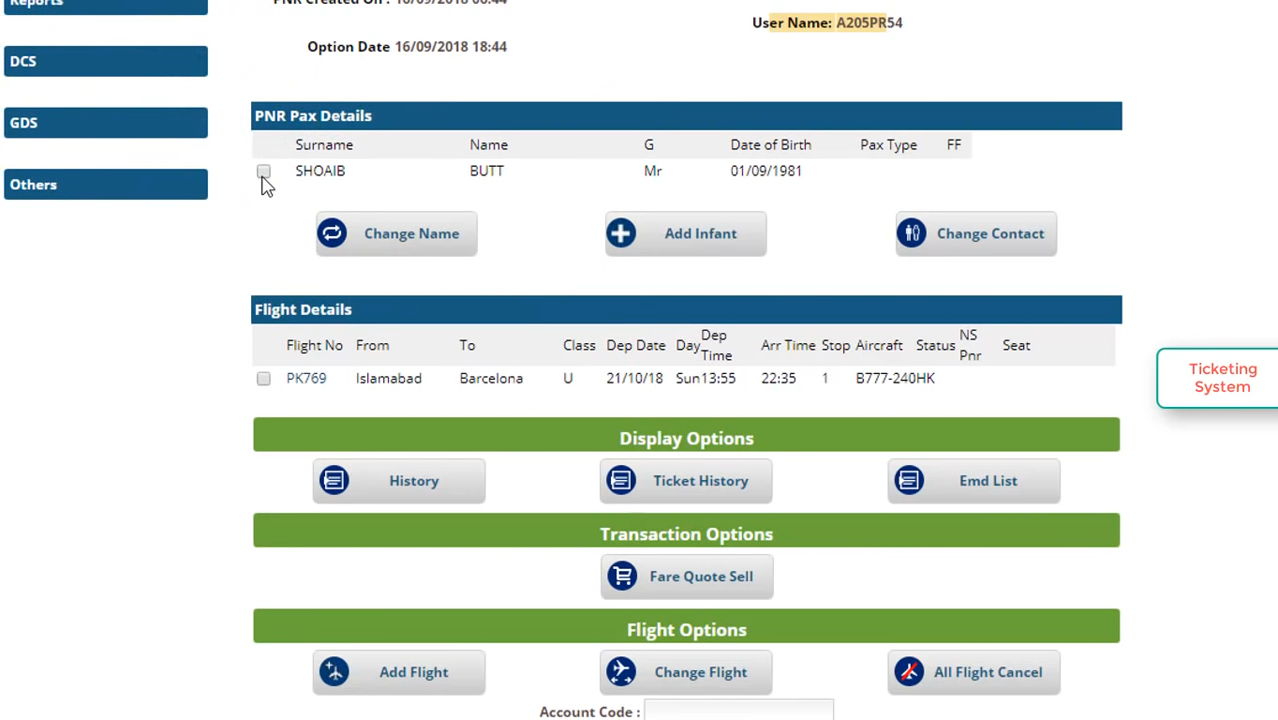 Reports
PNR Created On : 16/09/2018 06:44
User Name: A205PR54
Option Date 16/09/2018 18:44
DCS
GDS
Others
PNR Pax Details
Surname Name G Date of Birth Pax Type FF
SHOAIB BUTT Mr 01/09/1981
Change Name Add Infant Change Contact
Flight Details
Flight No From To Class Dep Date Day Dep Time Arr Time Stop Aircraft Status NS Pnr Seat
PK769 Islamabad Barcelona U 21/10/18 Sun 13:55 22:35 1 B777-240 HK
Ticketing
System
Display Options
History Ticket History Emd List
Transaction Options
Fare Quote Sell
Flight Options
Add Flight Change Flight All Flight Cancel
Account Code :